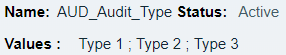 Name: AUD_Audit_Type Status: Active
Values : Type 1 ; Type 2 ; Type 3